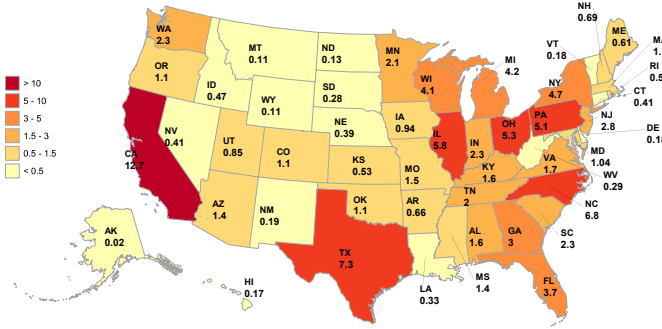 NH
0.69
ME
0.61
WA
2.3
MT
0.11
ND
0.13
MN
2.1
VT
0.18
MA
1.
OR
1.1
ID
0.47
SD
0.28
WI
4.1
MI
4.2
NY
4.7
RI
0.5
CT
0.41
> 10
5 - 10
3 - 5
1.5 - 3
0.5 - 1.5
< 0.5
WY
0.11
NE
0.39
IA
0.94
IL
5.8
IN
2.3
OH
5.3
PA
5.1
NJ
2.8
DE
0.18
MD
1.04
WV
0.29
CA
12.7
NV
0.41
UT
0.85
CO
1.1
KS
0.53
MO
1.5
KY
1.6
VA
1.7
NC
6.8
AZ
1.4
NM
0.19
OK
1.1
AR
0.66
TN
2
SC
2.3
AK
0.02
HI
0.17
TX
7.3
LA
0.33
MS
1.4
AL
1.6
GA
3
FL
3.7